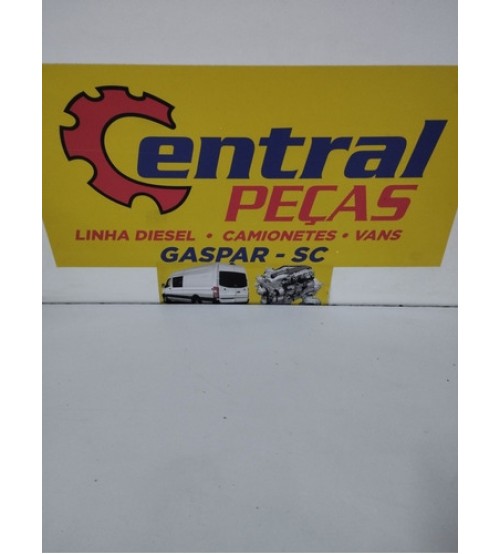 Central
PEÇAS
LINHA DIESEL • CAMIONETES • VANS
GASPAR - SC